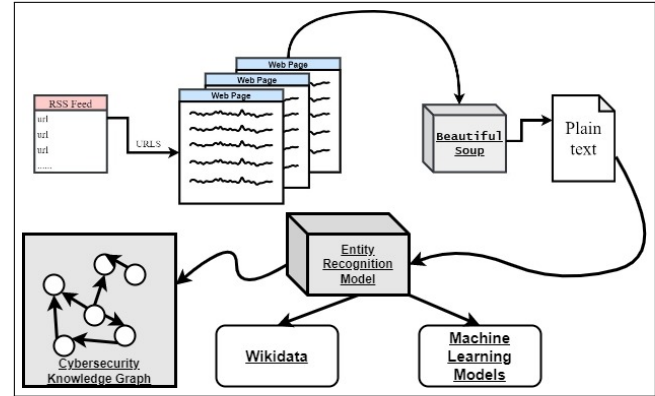 Web Page
Web Page
Web Page
RSS Feed
url
url
url
......
URLS
Beautiful
Soup
Plain
text
Entity
Recognition
Model
Cybersecurity
Knowledge Graph
Wikidata
Machine
Learning
Models